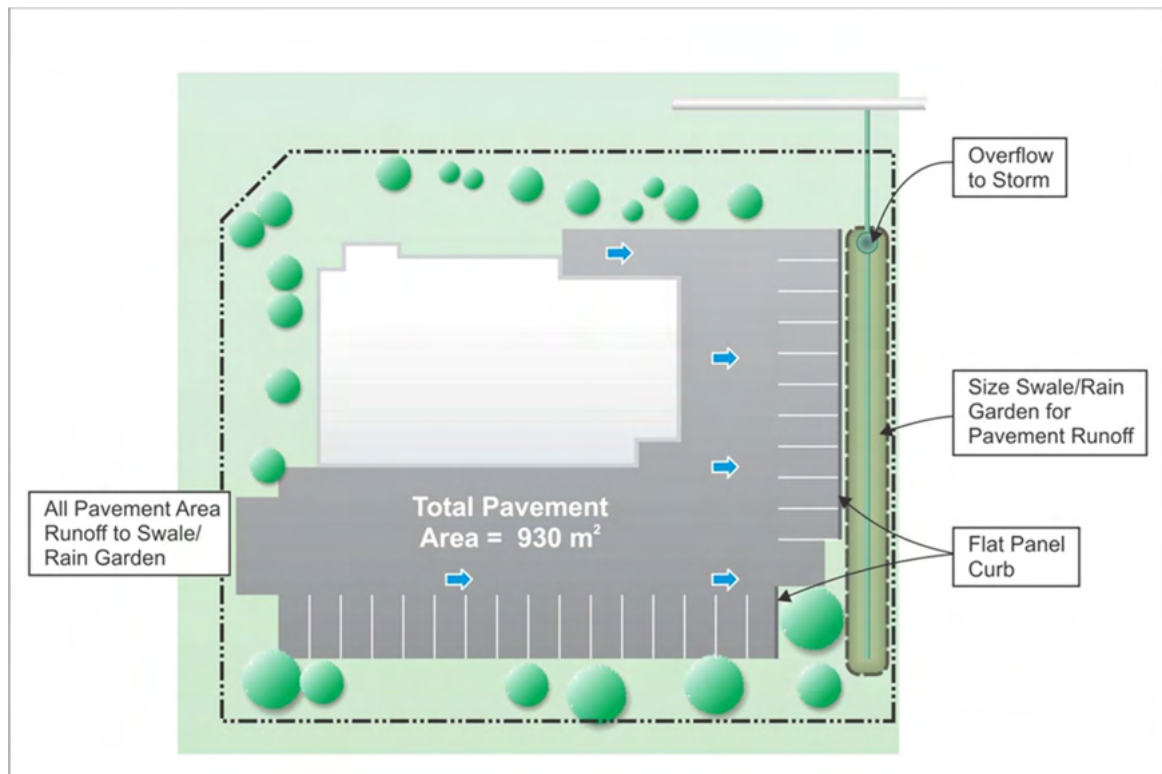 Overflow
to Storm
Size Swale/Rain
Garden for
Pavement Runoff
All Pavement Area
Runoff to Swale/
Rain Garden
Total Pavement
Area = 930 m²
Flat Panel
Curb